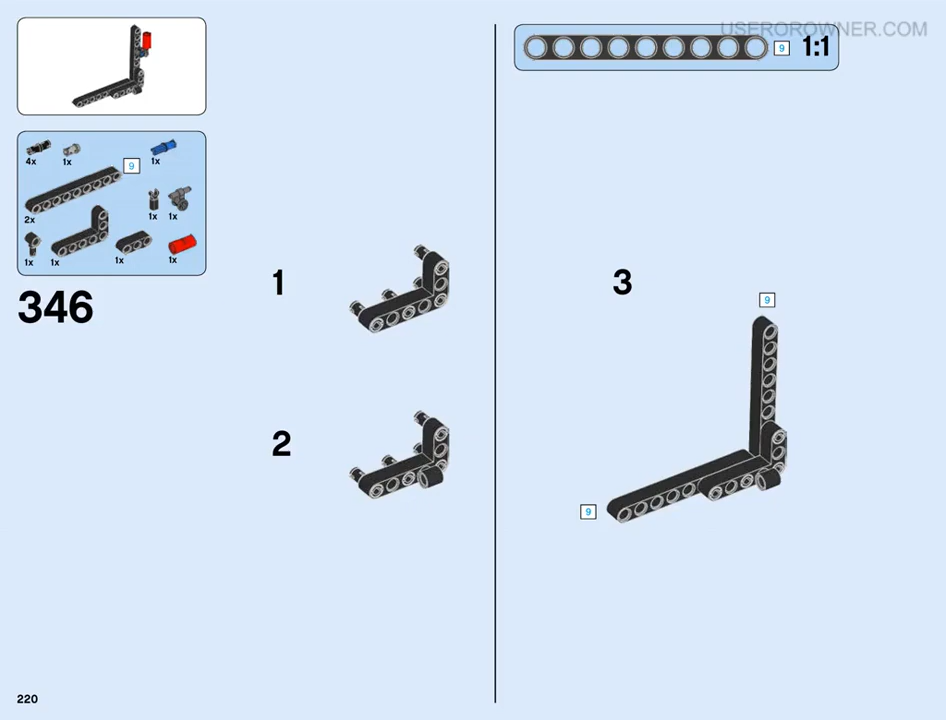 USEROROWNER.COM
9 1:1
4x 1x 1x
9
2x
1x 1x
1x 1x 1x 1x
346
1
2
3
9
9
220